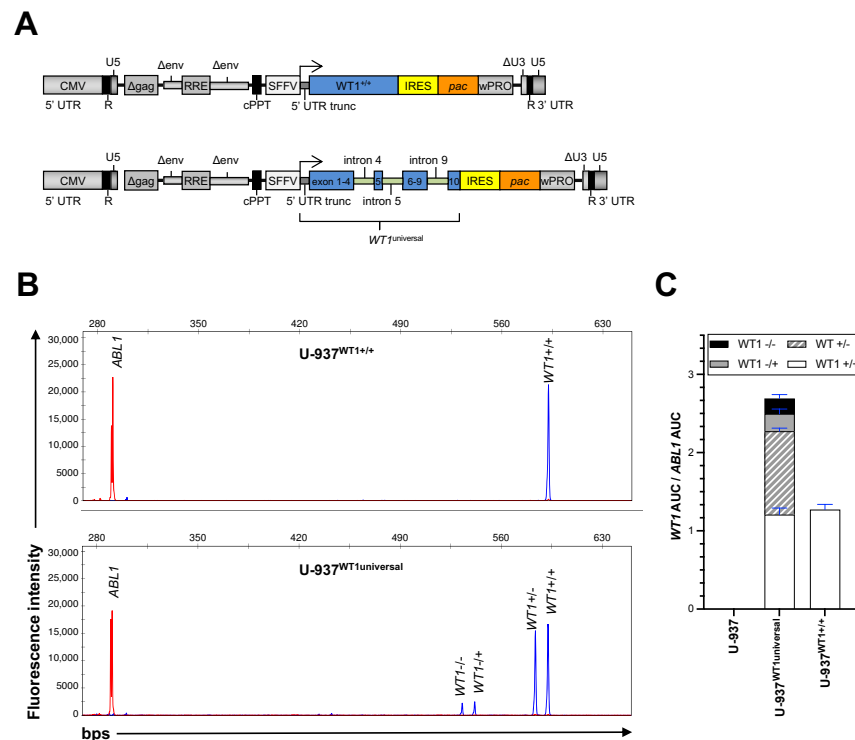 A
U5
Δenv
Δenv
ΔU3
U5
CMV
Δgag
RRE
SFFV
WT1+/+
IRES
pac
wPRO
5' UTR
R
cPPT
5' UTR trunc
R 3' UTR
U5
Δenv
Δenv
intron 4
intron 9
ΔU3
U5
CMV
Δgag
RRE
SFFV
exon 1-4
5
6-9
10
IRES
pac
wPRO
5' UTR
R
cPPT
5' UTR trunc
intron 5
R 3' UTR
WT1universal
B
280 350 420 490 560 630
30,000
25,000
20,000
15,000
10,000
5000
0
ABL1
U-937WT1+/+
WT1+/+
280 350 420 490 560 630
30,000
25,000
20,000
15,000
10,000
5000
0
ABL1
U-937WT1universal
WT1-/-
WT1-/+
WT1+/-
WT1+/+
Fluorescence intensity
bps
C
WT1 -/- WT +/-
WT1 -/+ WT1 +/-
3
2
1
0
WT1 AUC / ABL1 AUC
U-937
U-937WT1universal
U-937WT1+/+